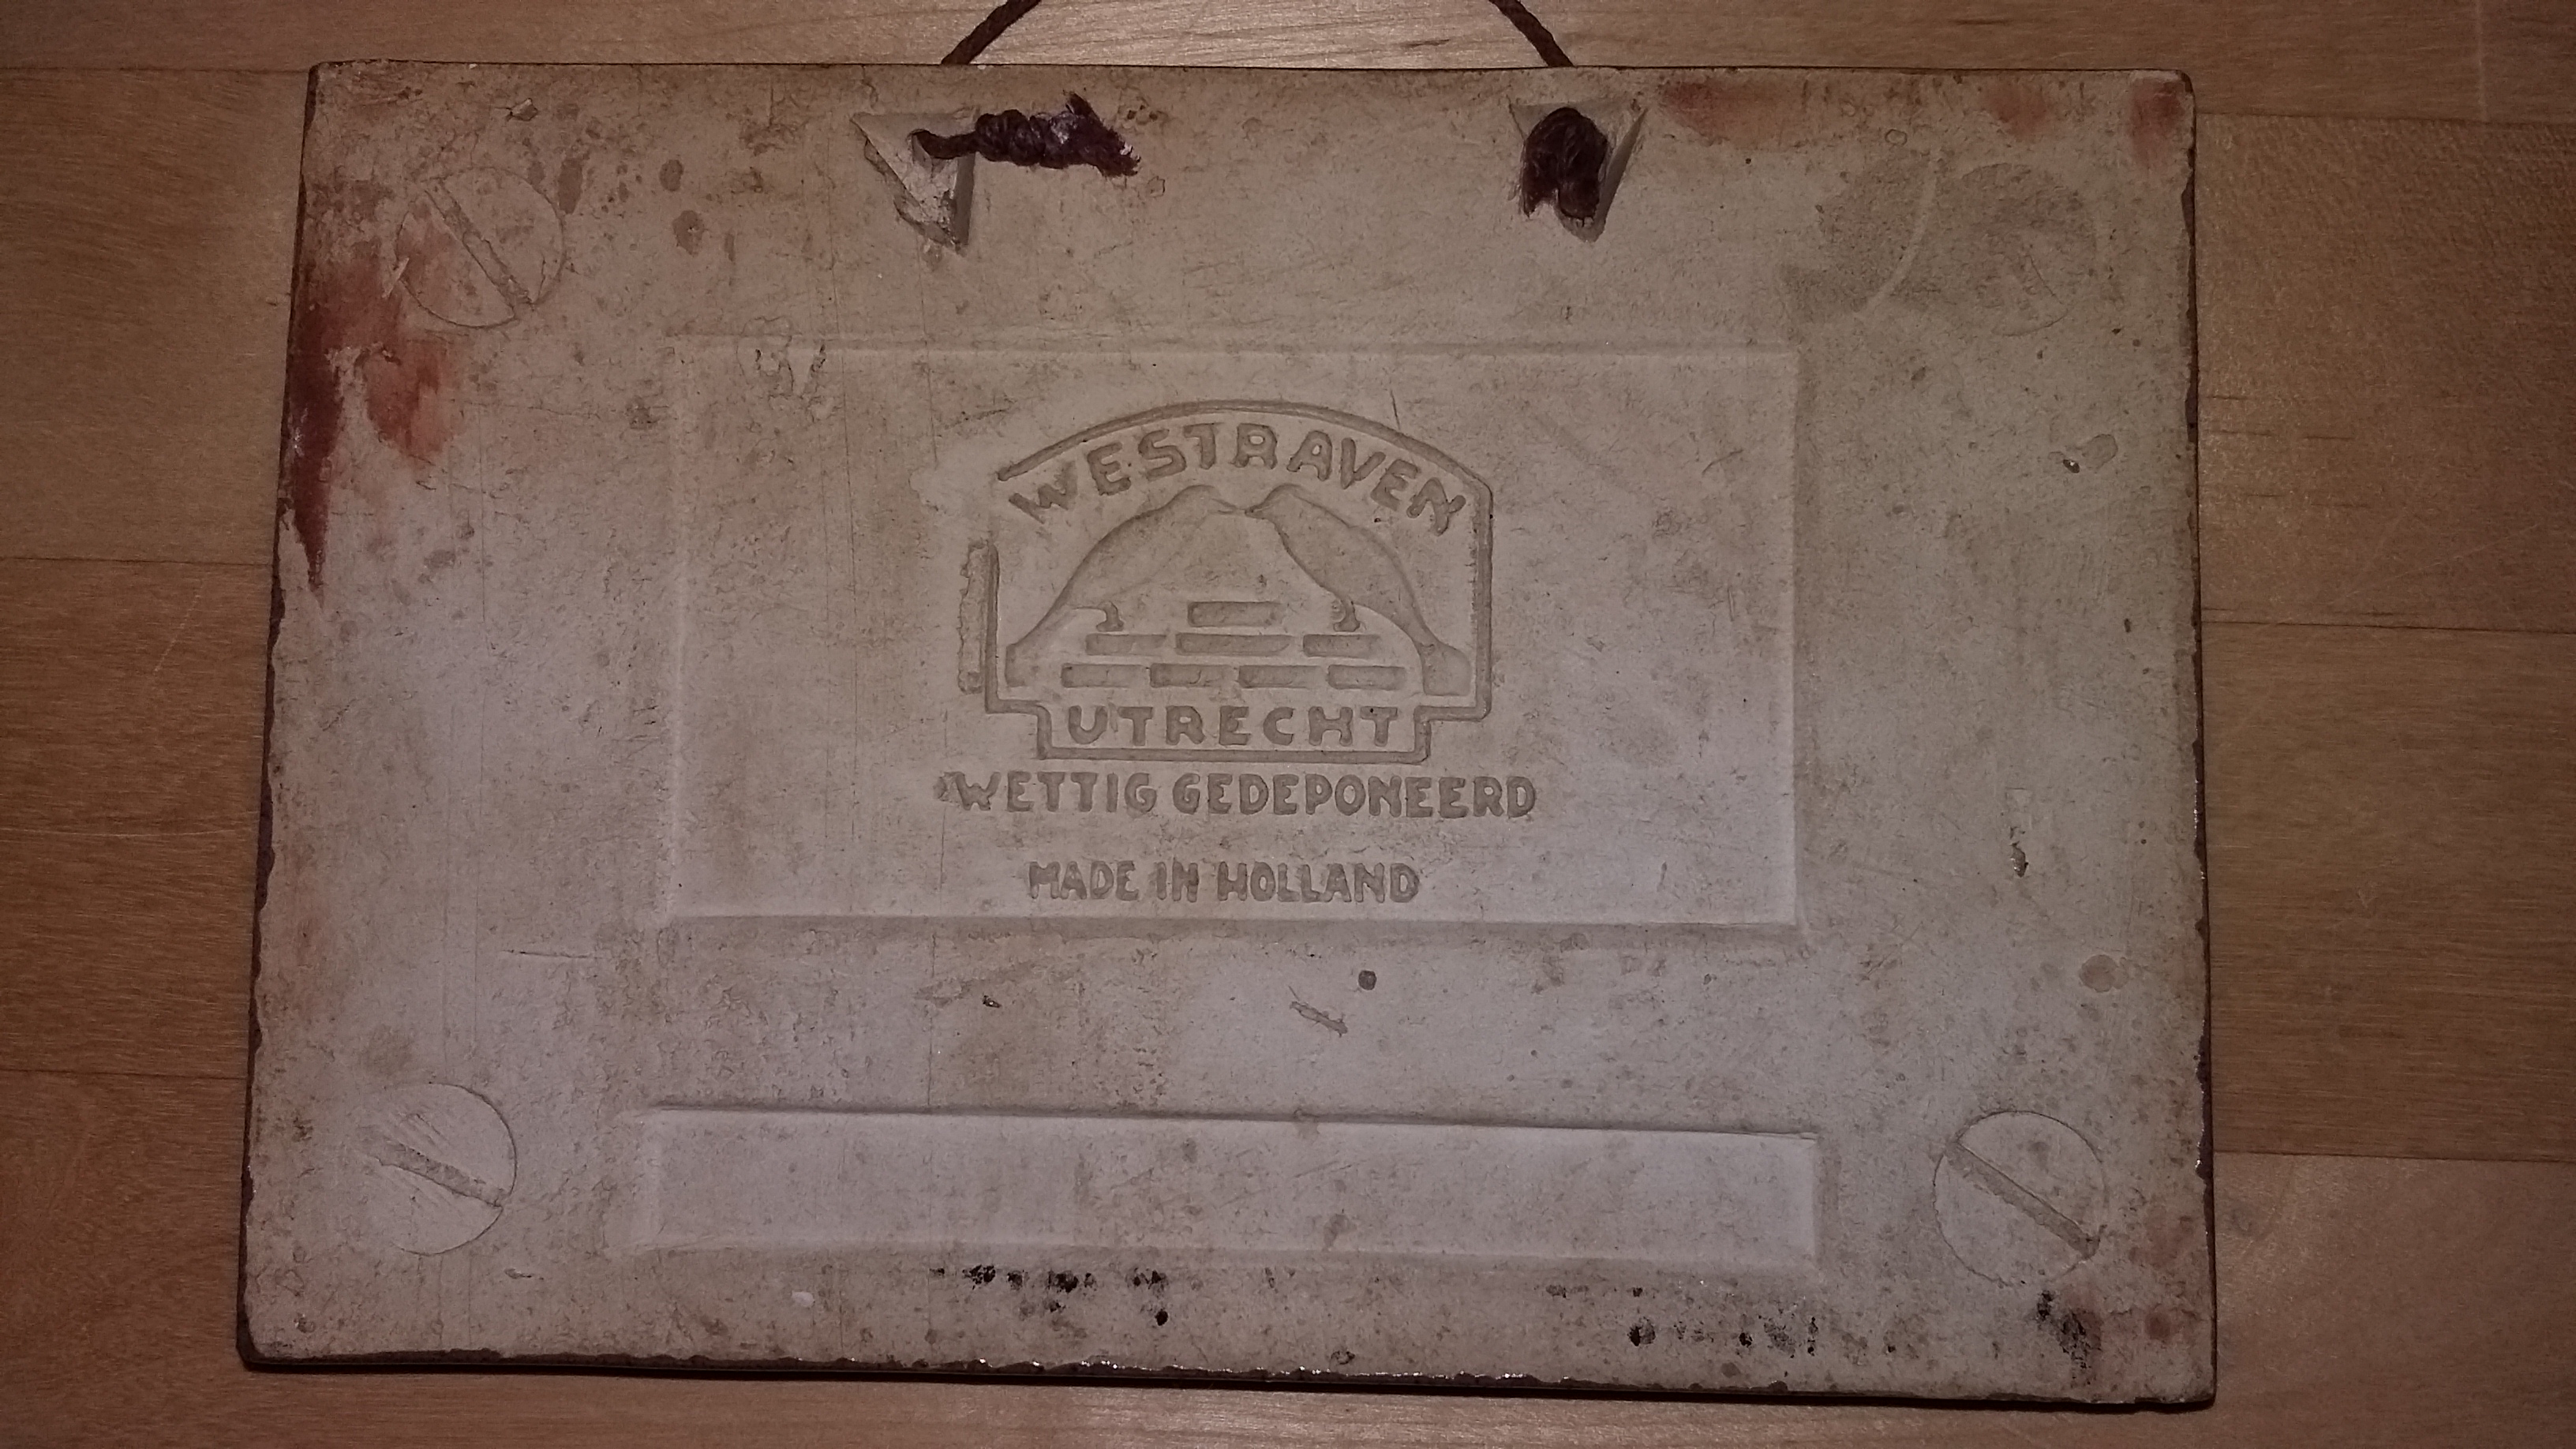 WESTRAVEN
UTRECHT
WETTIG GEDEPONEERD
MADE IN HOLLAND